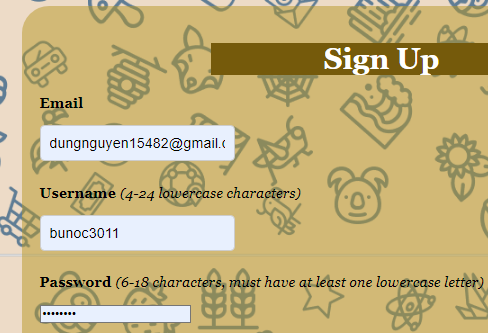 Sign Up
Email
dungnguyen15482@gmail.c
Username (4-24 lowercase characters)
bunoc3011
Password (6-18 characters, must have at least one lowercase letter)
••••••••